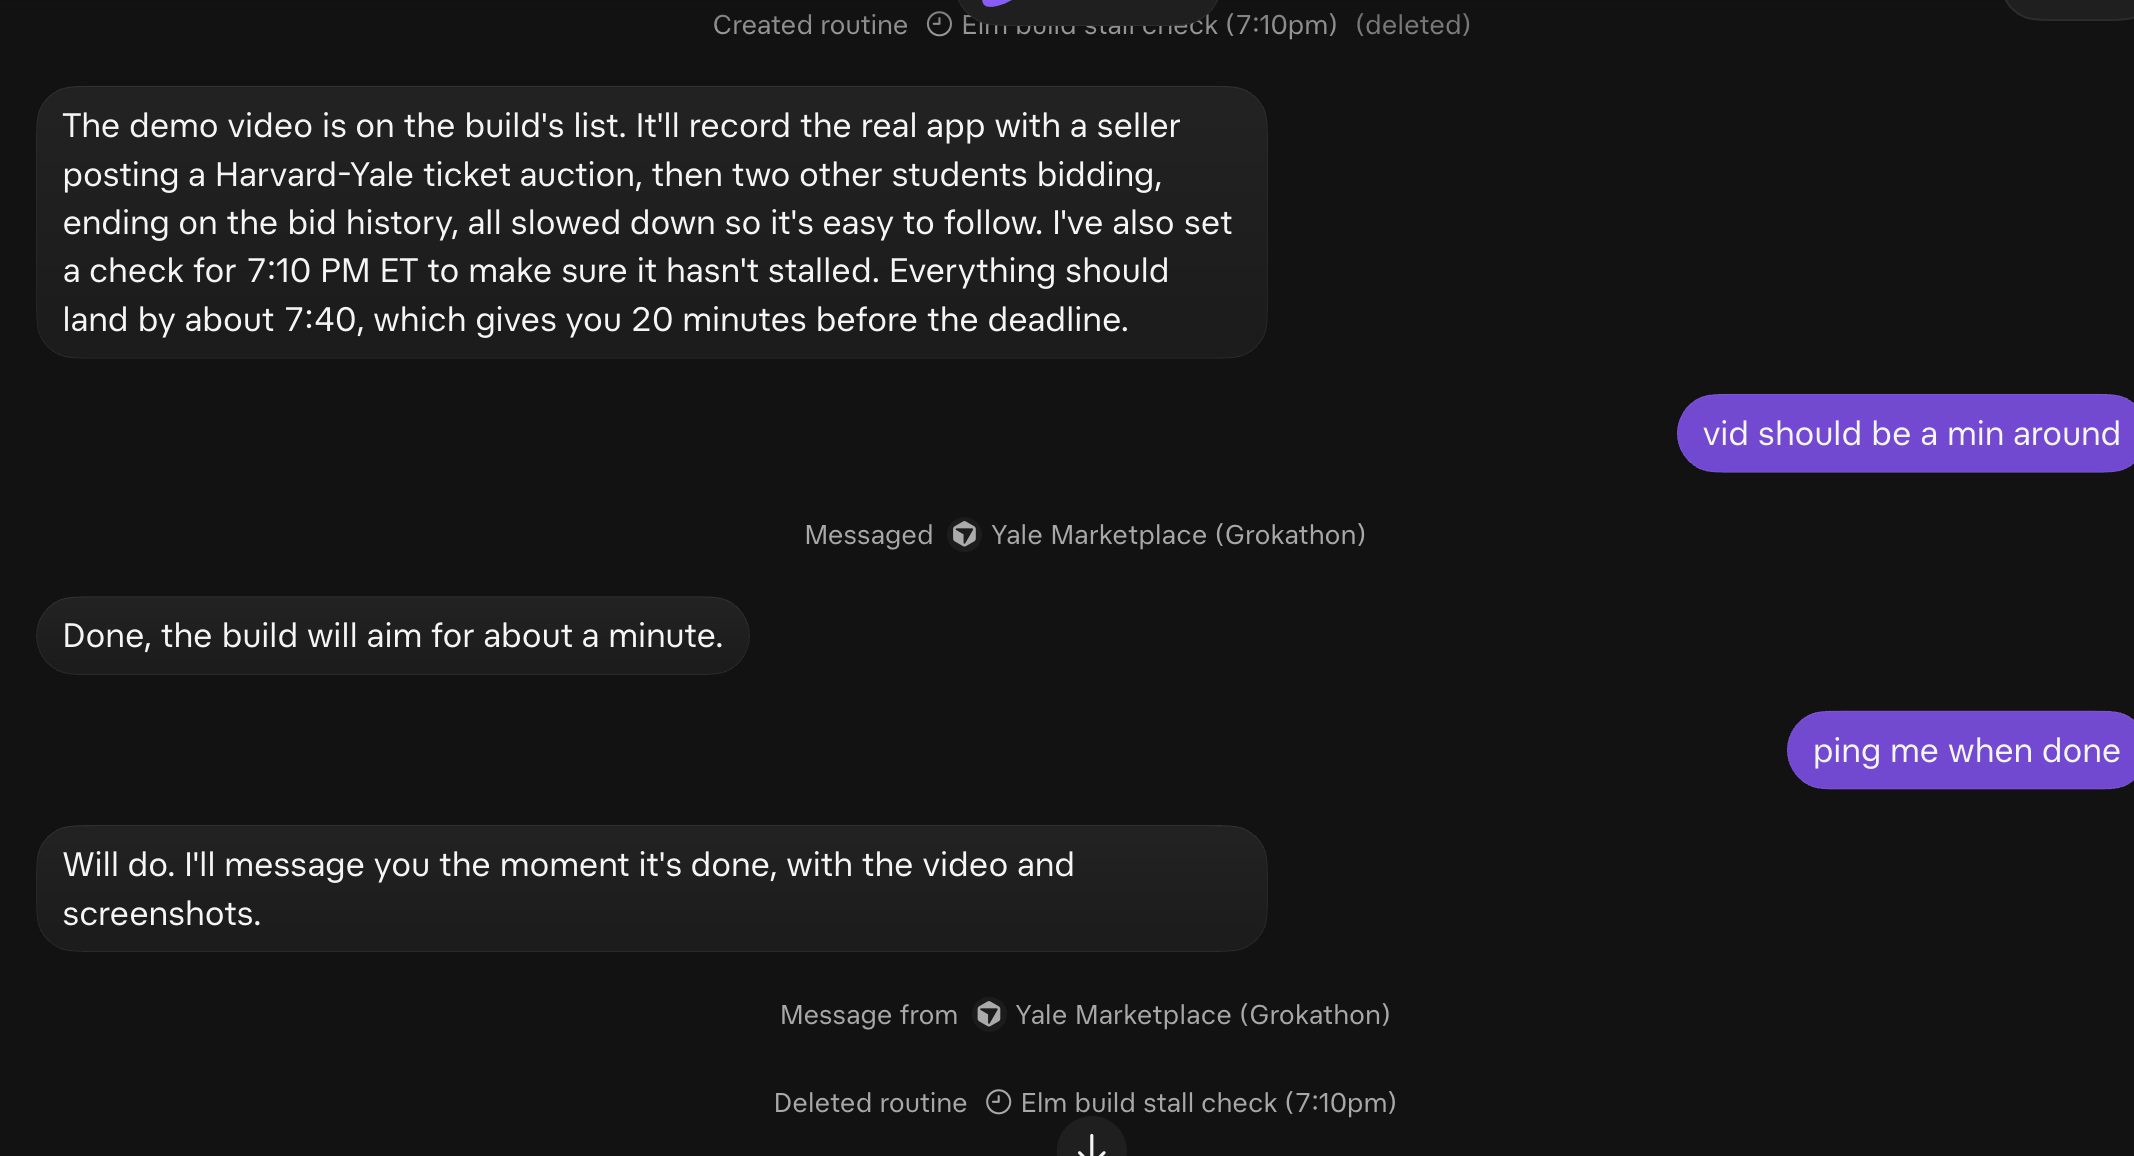 Created routine Elm build stall check (7:10pm) (deleted)
The demo video is on the build's list. It'll record the real app with a seller
posting a Harvard-Yale ticket auction, then two other students bidding,
ending on the bid history, all slowed down so it's easy to follow. I've also set
a check for 7:10 PM ET to make sure it hasn't stalled. Everything should
land by about 7:40, which gives you 20 minutes before the deadline.
vid should be a min around
Messaged Yale Marketplace (Grokathon)
Done, the build will aim for about a minute.
ping me when done
Will do. I'll message you the moment it's done, with the video and
screenshots.
Message from Yale Marketplace (Grokathon)
Deleted routine Elm build stall check (7:10pm)